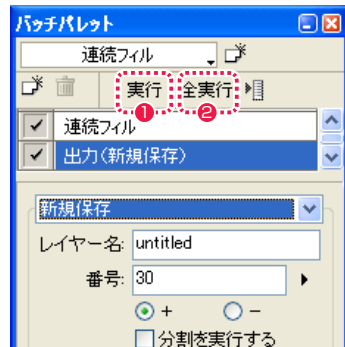 バッチパレット
連続フィル
実行 全実行
1 2
連続フィル
出力(新規保存)
新規保存
レイヤー名: untitled
番号: 30
+ -
分割を実行する